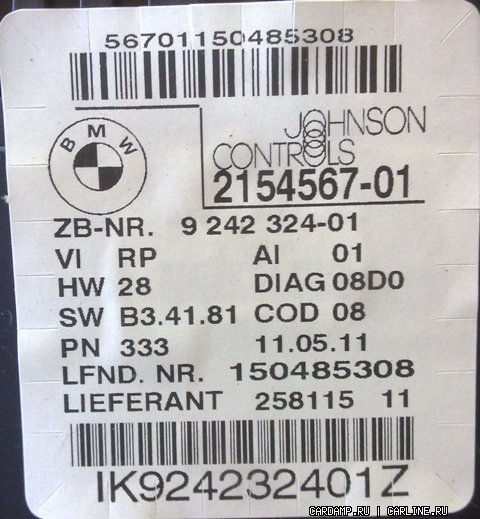 56701150485308
BMW
JOHNSON
CONTROLS
2154567-01
ZB-NR. 9 242 324-01
VI RP AI 01
HW 28 DIAG 08D0
SW B3.41.81 COD 08
PN 333 11.05.11
LFND. NR. 150485308
LIEFERANT 258115 11
IK924232401Z
CARDAMP.RU | CARLINE.RU